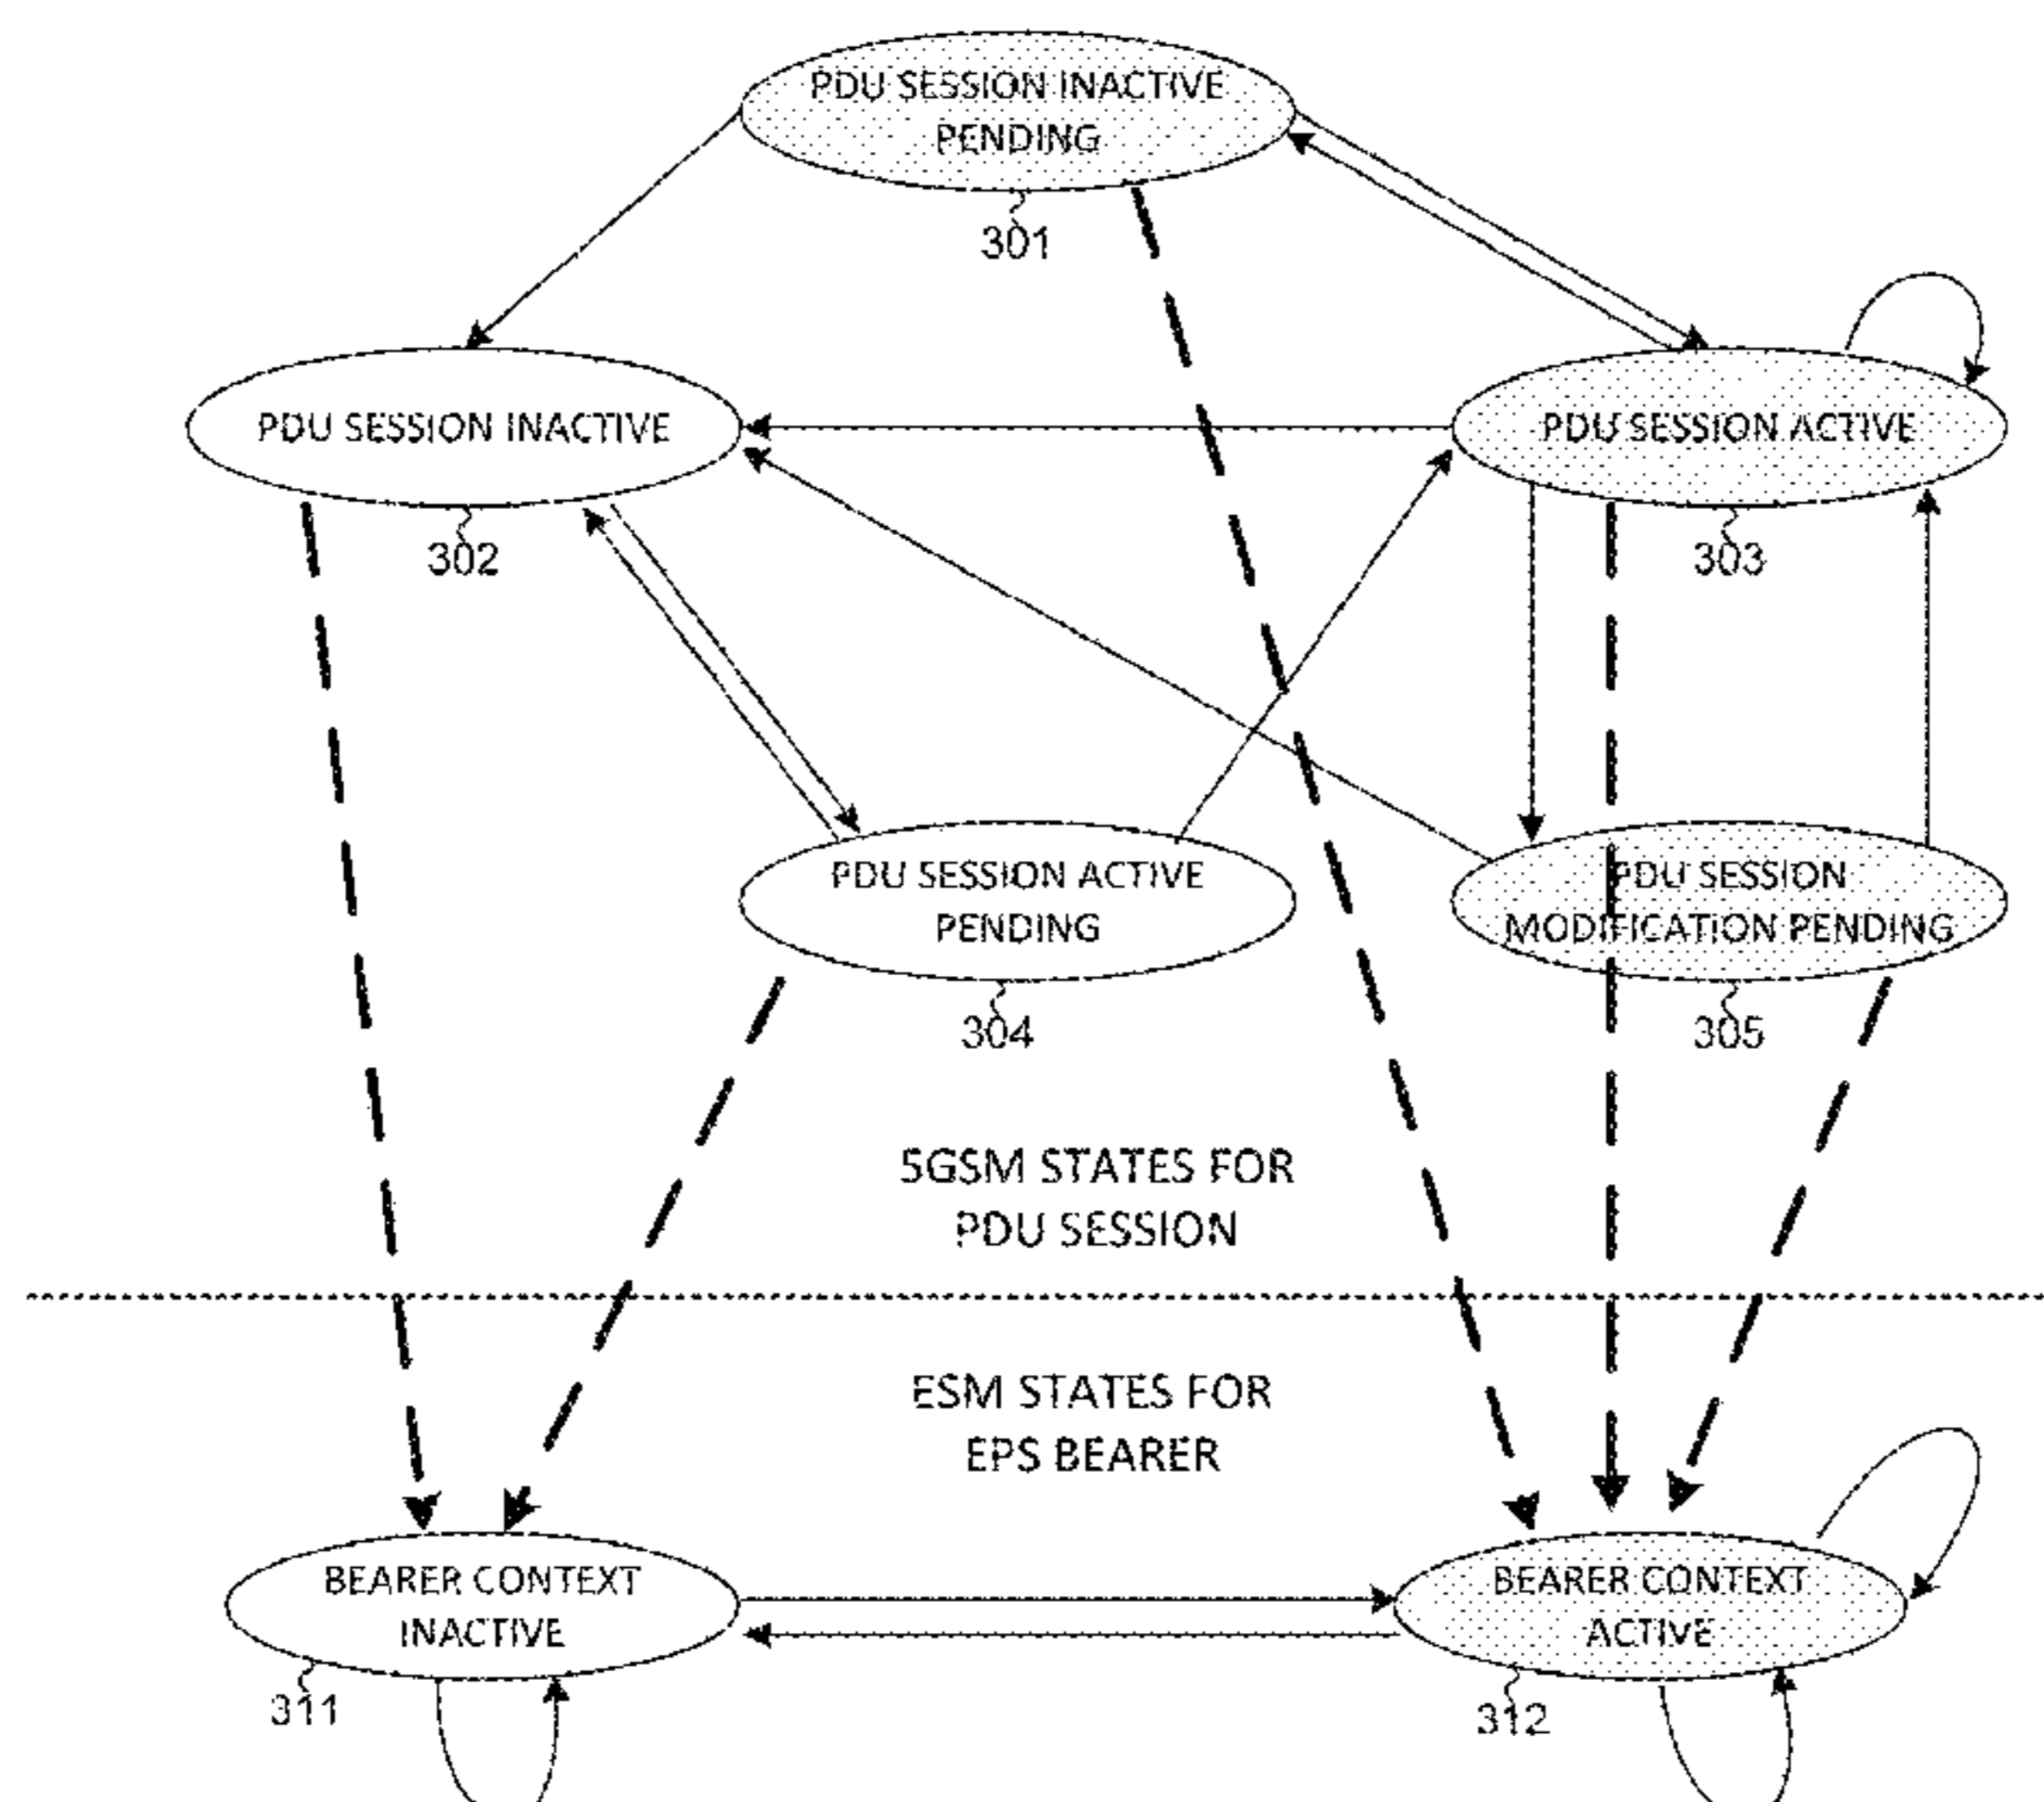 PDU SESSION INACTIVE
PENDING
301
PDU SESSION INACTIVE
302
PDU SESSION ACTIVE
303
PDU SESSION ACTIVE
PENDING
304
PDU SESSION
MODIFICATION PENDING
305
5GSM STATES FOR
PDU SESSION
ESM STATES FOR
EPS BEARER
BEARER CONTEXT
INACTIVE
311
BEARER CONTEXT
ACTIVE
312